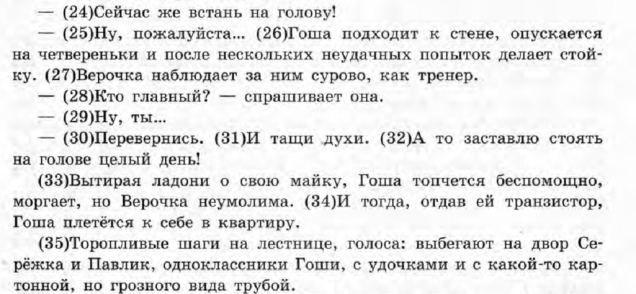 — (24)Сейчас же встань на голову!
— (25)Ну, пожалуйста... (26)Гоша подходит к стене, опускается
на четвереньки и после нескольких неудачных попыток делает стой-
ку. (27)Верочка наблюдает за ним сурово, как тренер.
— (28)Кто главный? — спрашивает она.
— (29)Ну, ты...
— (30)Перевернись. (31)И тащи духи. (32)А то заставлю стоять
на голове целый день!
(33)Вытирая ладони о свою майку, Гоша топчется беспомощно,
моргает, но Верочка неумолима. (34)И тогда, отдав ей транзистор,
Гоша плетётся к себе в квартиру.
(35)Торопливые шаги на лестнице, голоса: выбегают на двор Се-
рёжка и Павлик, одноклассники Гоши, с удочками и с какой-то кар-
тонной, но грозного вида трубой.